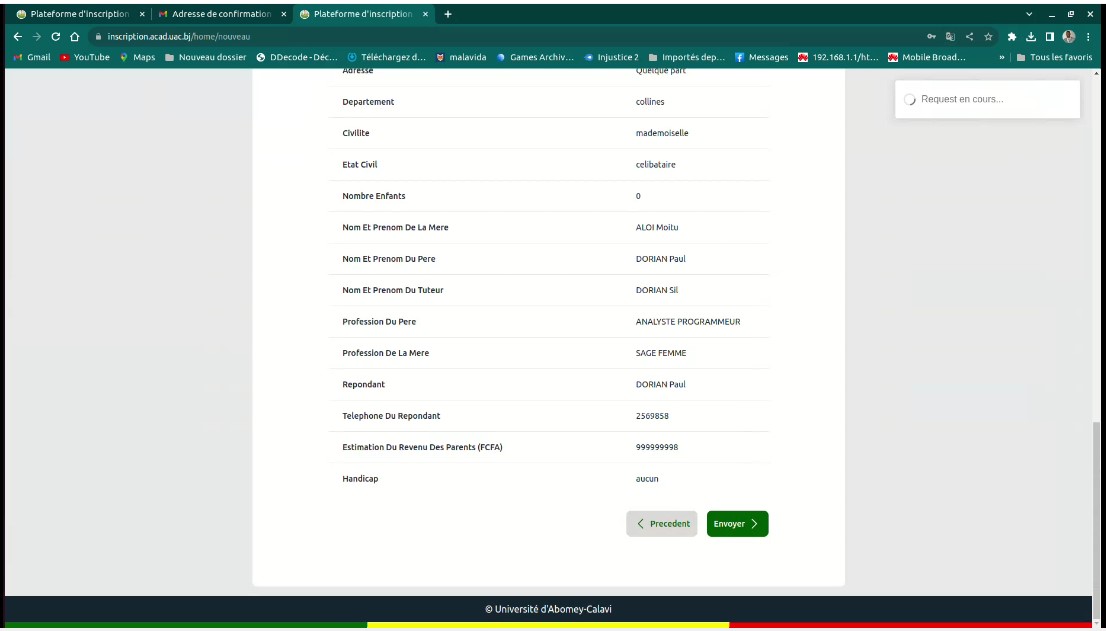 Plateforme d'inscription
Adresse de confirmation
Plateforme d'inscription
inscription.acad.uac.bj/home/nouveau
Gmail YouTube Maps Nouveau dossier DDecode - Déc... Téléchargez d... malavida Games Archiv... Injustice 2 Importés dep... Messages 192.168.1.1/ht... Mobile Broad... » Tous les favoris
Adresse Quelque part
Request en cours...
Departement collines
Civilite mademoiselle
Etat Civil celibataire
Nombre Enfants 0
Nom Et Prenom De La Mere ALOI Moitu
Nom Et Prenom Du Pere DORIAN Paul
Nom Et Prenom Du Tuteur DORIAN Sil
Profession Du Pere ANALYSTE PROGRAMMEUR
Profession De La Mere SAGE FEMME
Repondant DORIAN Paul
Telephone Du Repondant 2569858
Estimation Du Revenu Des Parents (FCFA) 999999998
Handicap aucun
Precedent Envoyer
© Université d'Abomey-Calavi